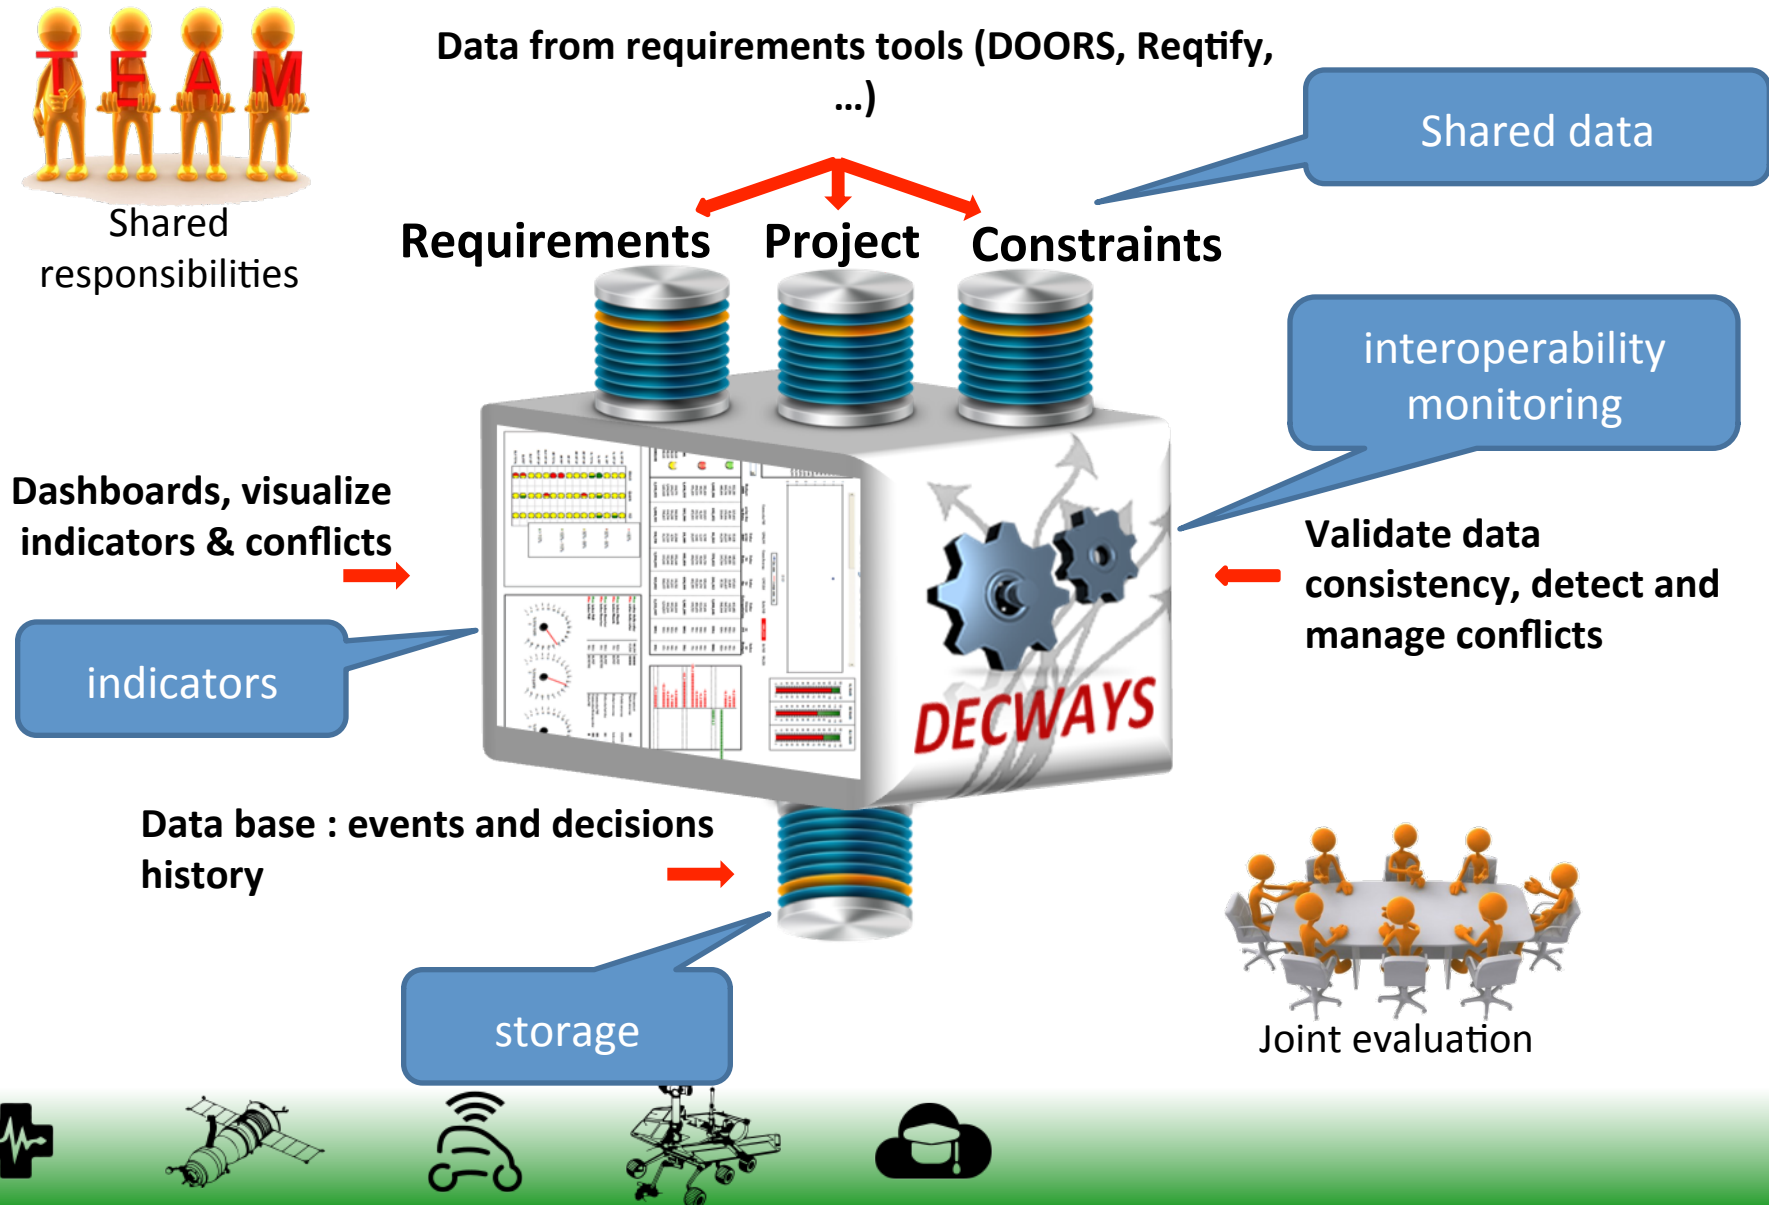 TEAM
Shared
responsibilities
Data from requirements tools (DOORS, Reqtify,
...)
Shared data
Requirements Project Constraints
interoperability
monitoring
Dashboards, visualize
indicators & conflicts
Validate data
consistency, detect and
manage conflicts
indicators
DECWAYS
Data base : events and decisions
history
storage
Joint evaluation